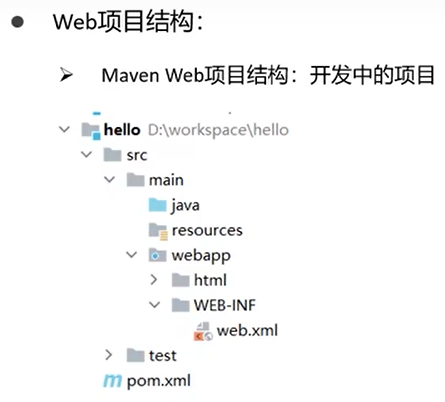 Web项目结构：
Maven Web项目结构：开发中的项目
hello D:\workspace\hello
src
main
java
resources
webapp
html
WEB-INF
web.xml
test
pom.xml